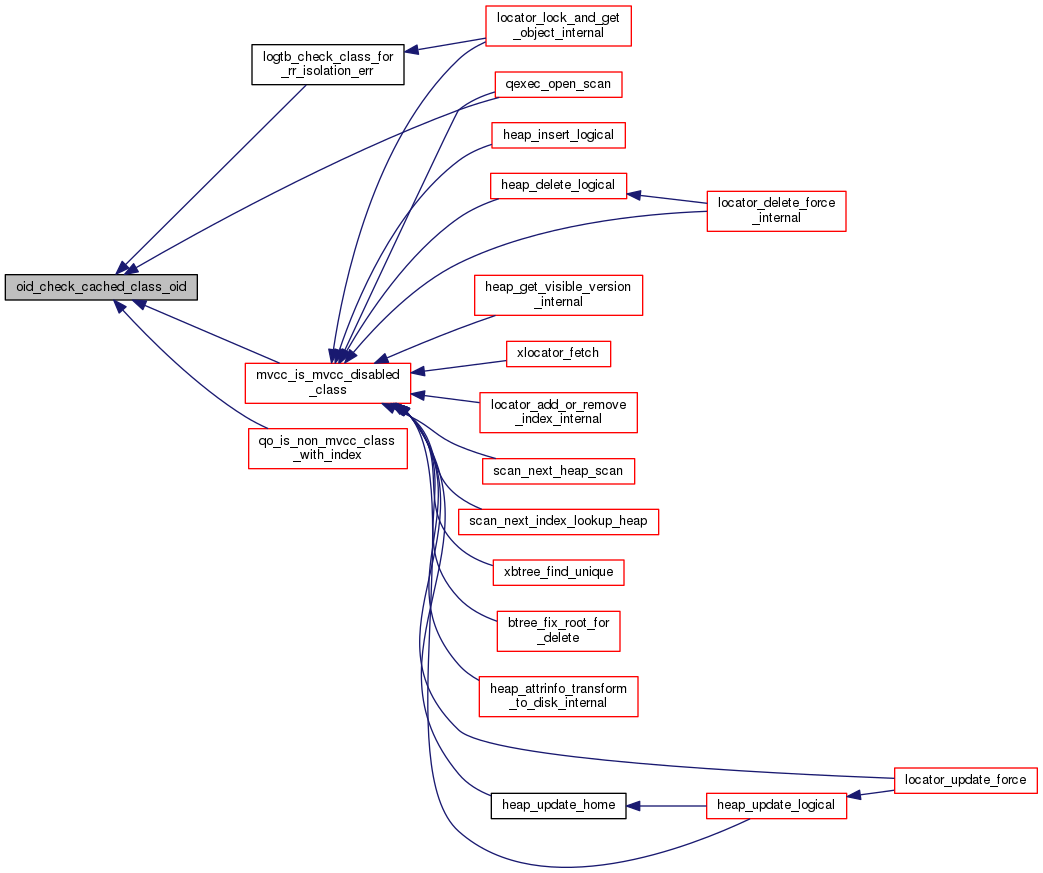 locator_lock_and_get
_object_internal
logtb_check_class_for
_rr_isolation_err
qexec_open_scan
heap_insert_logical
heap_delete_logical
locator_delete_force
_internal
oid_check_cached_class_oid
heap_get_visible_version
_internal
xlocator_fetch
mvcc_is_mvcc_disabled
_class
locator_add_or_remove
_index_internal
qo_is_non_mvcc_class
_with_index
scan_next_heap_scan
scan_next_index_lookup_heap
xbtree_find_unique
btree_fix_root_for
_delete
heap_attrinfo_transform
_to_disk_internal
locator_update_force
heap_update_home
heap_update_logical